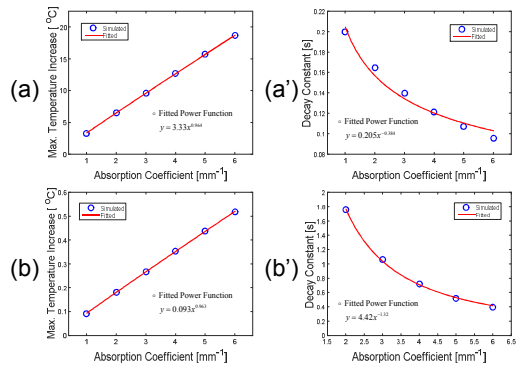 (a)
Max. Temperature Increase [ °C]
20
15
10
5
0
Simulated
Fitted
▫ Fitted Power Function
y = 3.33x^0.964
1 2 3 4 5 6
Absorption Coefficient [mm⁻¹]
(a')
Decay Constant [s]
0.22
0.2
0.18
0.16
0.14
0.12
0.1
0.08
Simulated
Fitted
▫ Fitted Power Function
y = 0.205x^-0.384
1 2 3 4 5 6
Absorption Coefficient [mm⁻¹]
(b)
Max. Temperature Increase [ °C]
0.6
0.5
0.4
0.3
0.2
0.1
0
Simulated
Fitted
▫ Fitted Power Function
y = 0.093x^0.963
1 2 3 4 5 6
Absorption Coefficient [mm⁻¹]
(b')
Decay Constant [s]
2
1.8
1.6
1.4
1.2
1
0.8
0.6
0.4
0.2
0
Simulated
Fitted
▫ Fitted Power Function
y = 4.42x^-1.32
1.5 2 2.5 3 3.5 4 4.5 5 5.5 6 6.5
Absorption Coefficient [mm⁻¹]